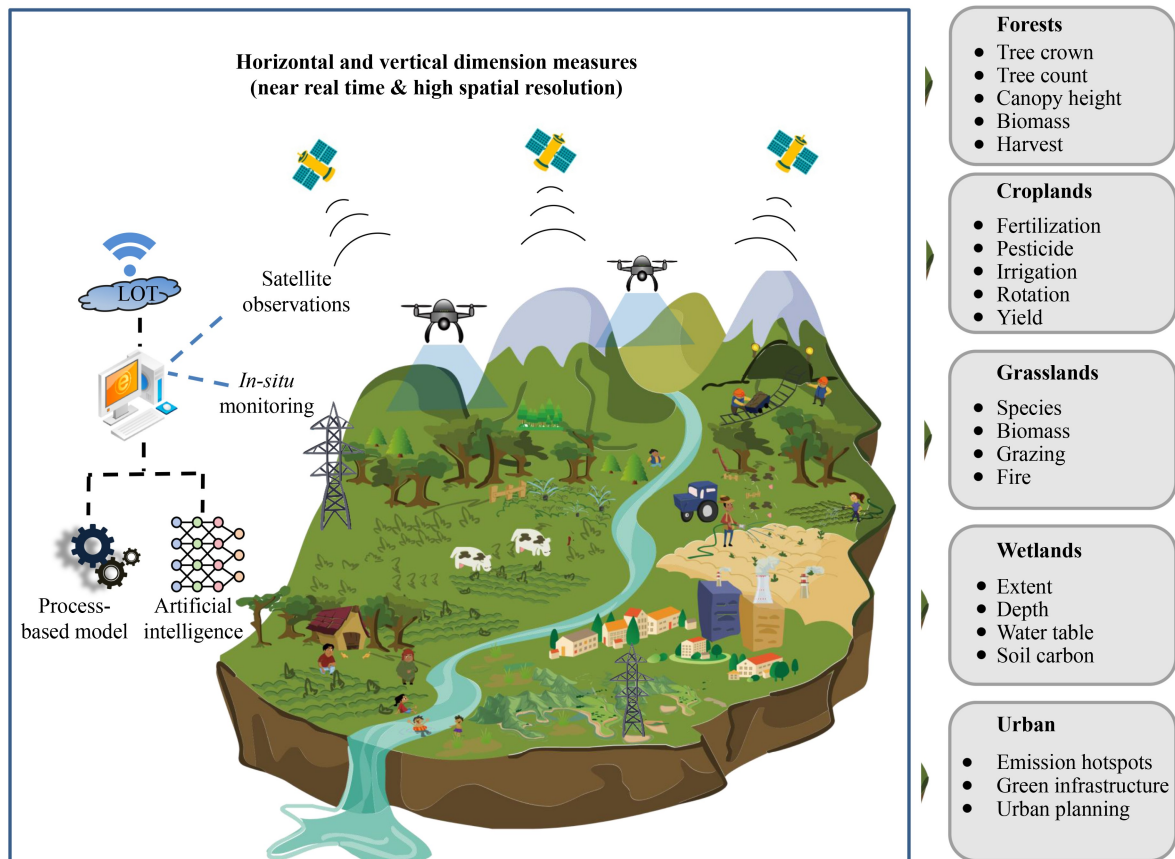 Horizontal and vertical dimension measures
(near real time & high spatial resolution)
LOT
Satellite
observations
In-situ
monitoring
Process-
based model
Artificial
intelligence
Forests
● Tree crown
● Tree count
● Canopy height
● Biomass
● Harvest
Croplands
● Fertilization
● Pesticide
● Irrigation
● Rotation
● Yield
Grasslands
● Species
● Biomass
● Grazing
● Fire
Wetlands
● Extent
● Depth
● Water table
● Soil carbon
Urban
● Emission hotspots
● Green infrastructure
● Urban planning